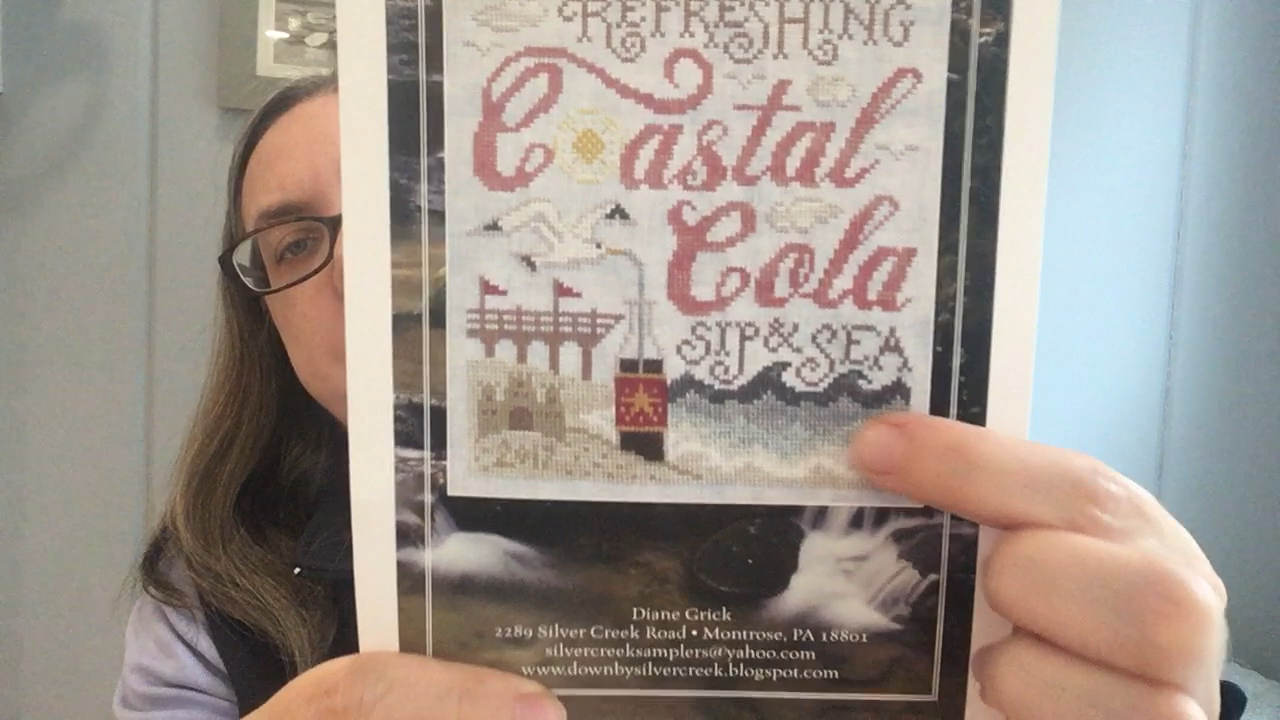 REFRESHING
Coastal
Cola
SIP & SEA
Diane Grick
2289 Silver Creek Road • Montrose, PA 18801
silvercreeksamplers@yahoo.com
www.downbysilvercreek.blogspot.com